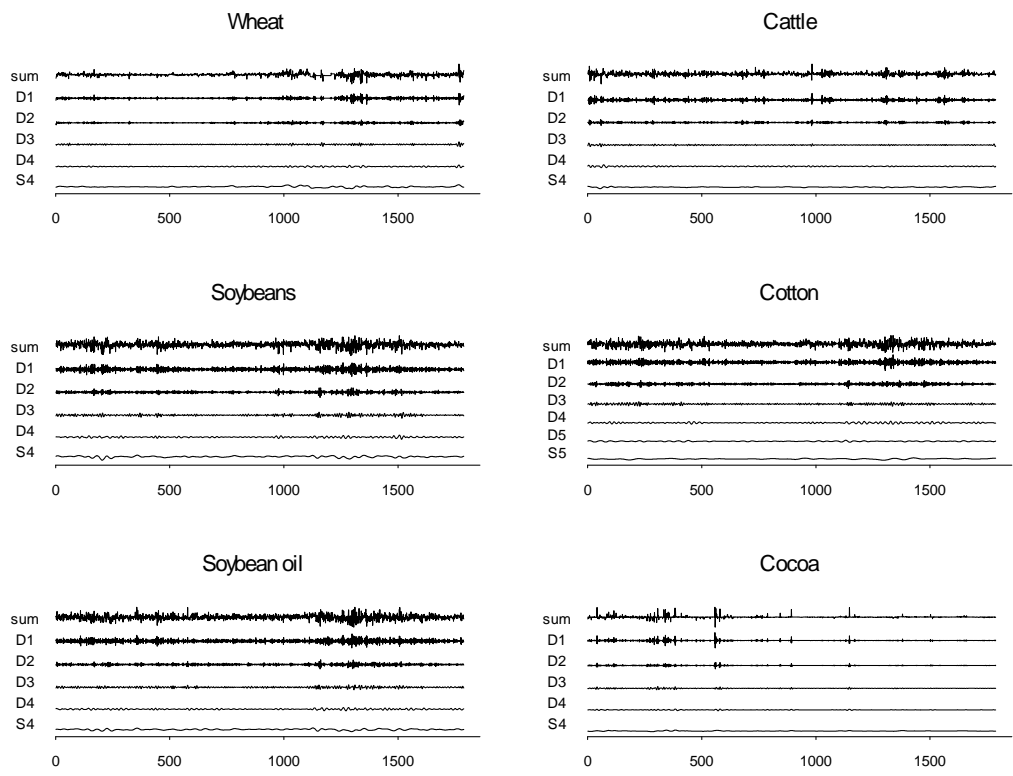 Wheat
sum
D1
D2
D3
D4
S4
0 500 1000 1500
Cattle
sum
D1
D2
D3
D4
S4
0 500 1000 1500
Soybeans
sum
D1
D2
D3
D4
S4
0 500 1000 1500
Cotton
sum
D1
D2
D3
D4
D5
S5
0 500 1000 1500
Soybean oil
sum
D1
D2
D3
D4
S4
0 500 1000 1500
Cocoa
sum
D1
D2
D3
D4
S4
0 500 1000 1500